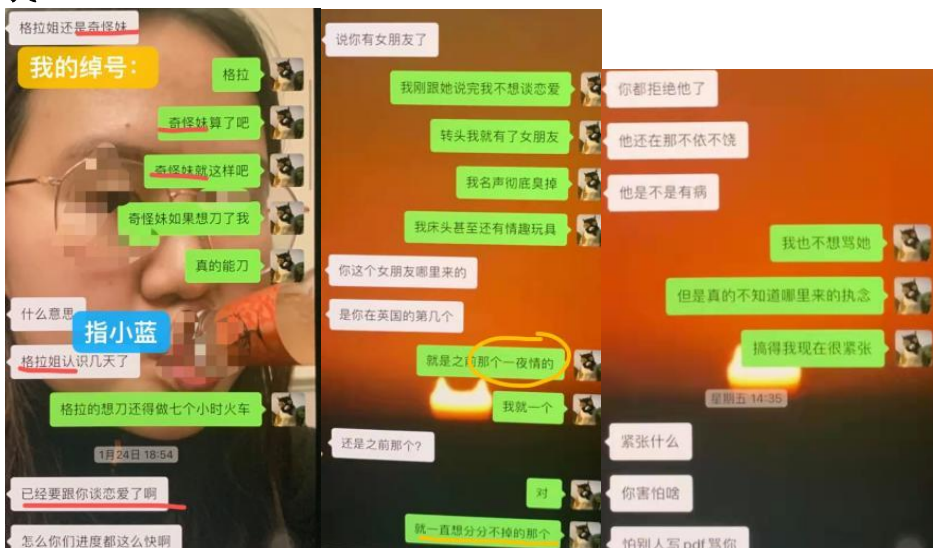 格拉姐还是奇怪妹
我的绰号：
格拉
奇怪妹算了吧
奇怪妹就这样吧
奇怪妹如果想刀了我
真的能刀
什么意思
指小蓝
格拉姐认识几天了
格拉的想刀还得做七个小时火车
1月24日 18:54
已经要跟你谈恋爱了啊
怎么你们进度都这么快啊
说你有女朋友了
我刚跟她说完我不想谈恋爱
转头我就有了女朋友
我名声彻底臭掉
我床头甚至还有情趣玩具
你这个女朋友哪里来的
是你在英国的第几个
就是之前那个一夜情的
我就一个
还是之前那个？
对
就一直想分分不掉的那个
你都拒绝他了
他还在那不依不饶
他是不是有病
我也不想骂她
但是真的不知道哪里来的执念
搞得我现在很紧张
星期五 14:35
紧张什么
你害怕啥
怕别人写pdf骂你